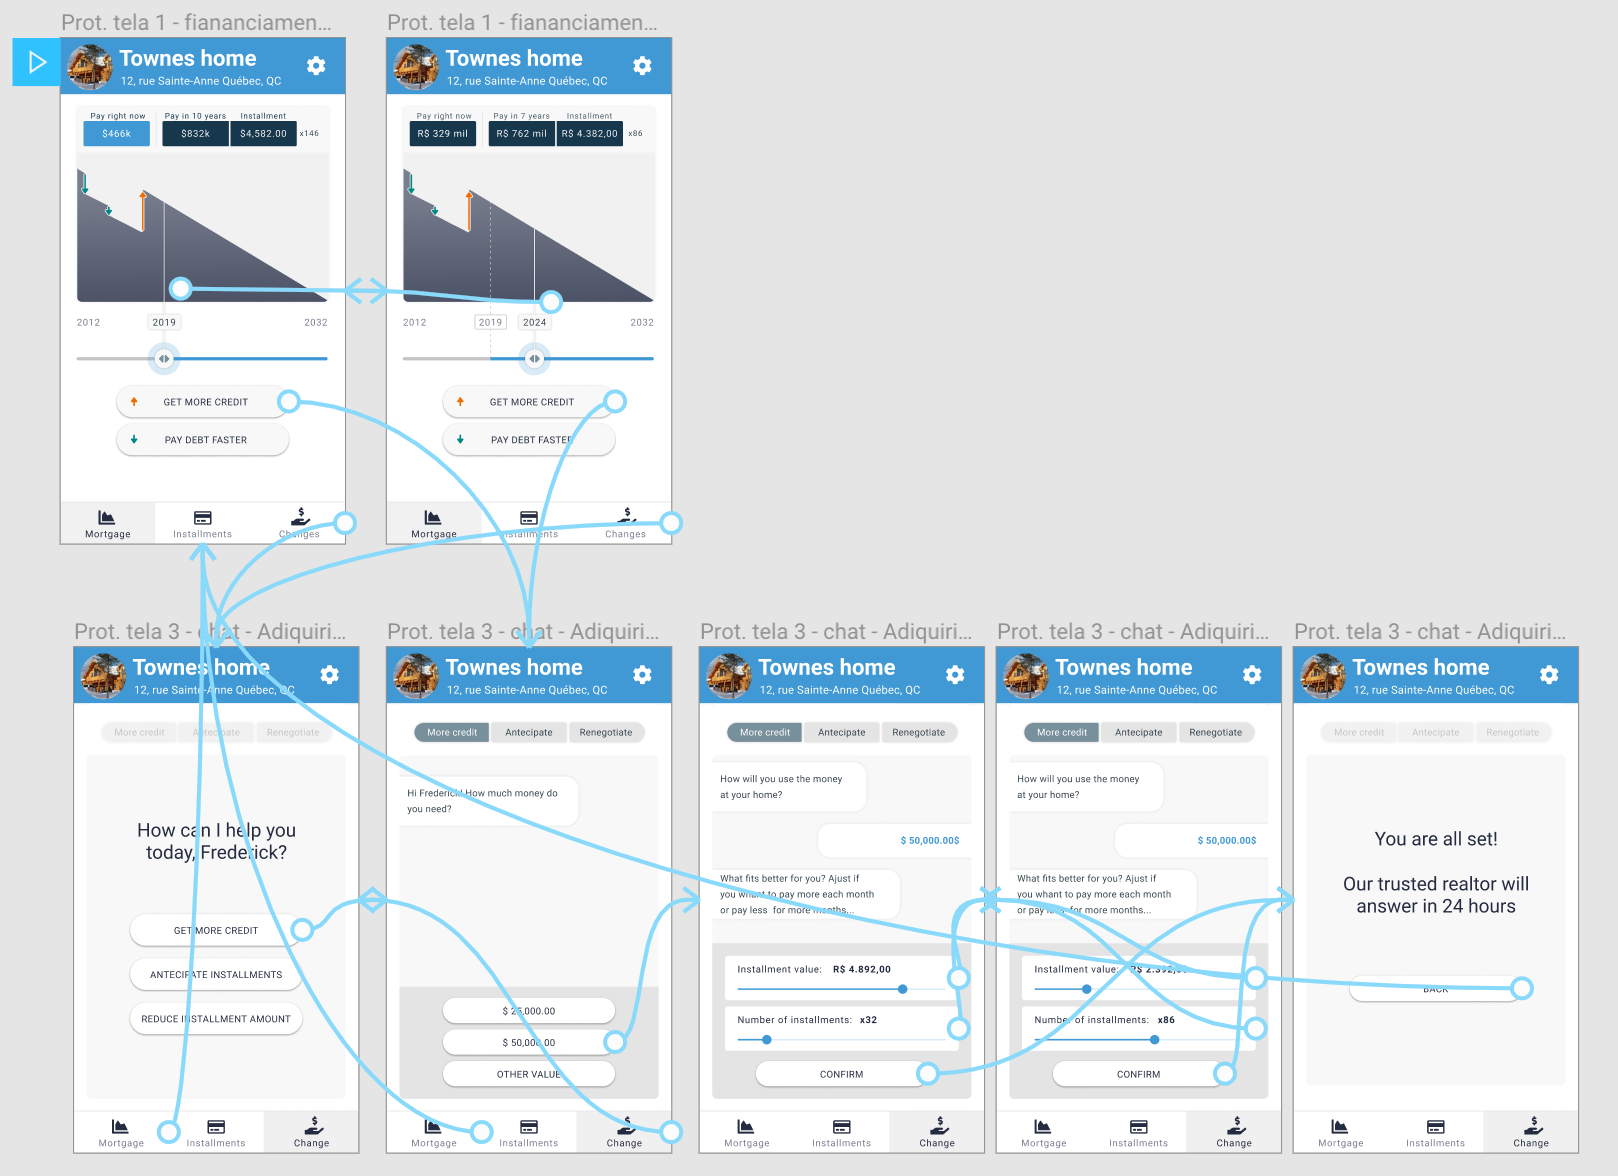 Prot. tela 1 - fiananciamen...
Townes home
12, rue Sainte-Anne Québec, QC
Pay right now
Pay in 10 years
Installment
$466k
$832k
$4,582.00
x146
2012
2019
2032
GET MORE CREDIT
PAY DEBT FASTER
Mortgage
Installments
Changes
Prot. tela 1 - fiananciamen...
Townes home
12, rue Sainte-Anne Québec, QC
Pay right now
Pay in 7 years
Installment
R$ 329 mil
R$ 762 mil
R$ 4.382,00
x86
2012
2019
2024
2032
GET MORE CREDIT
PAY DEBT FASTER
Mortgage
Installments
Changes
Prot. tela 3 - chat - Adiquiri...
Townes home
12, rue Sainte-Anne Québec, QC
More credit
Antecipate
Renegotiate
How can I help you
today, Frederick?
GET MORE CREDIT
ANTECIPATE INSTALLMENTS
REDUCE INSTALLMENT AMOUNT
Mortgage
Installments
Change
Prot. tela 3 - chat - Adiquiri...
Townes home
12, rue Sainte-Anne Québec, QC
More credit
Antecipate
Renegotiate
Hi Frederick! How much money do
you need?
$ 25,000.00
$ 50,000.00
OTHER VALUE
Mortgage
Installments
Change
Prot. tela 3 - chat - Adiquiri...
Townes home
12, rue Sainte-Anne Québec, QC
More credit
Antecipate
Renegotiate
How will you use the money
at your home?
$ 50,000.00$
What fits better for you? Ajust if
you whant to pay more each month
or pay less for more months...
Installment value: R$ 4.892,00
Number of installments: x32
CONFIRM
Mortgage
Installments
Change
Prot. tela 3 - chat - Adiquiri...
Townes home
12, rue Sainte-Anne Québec, QC
More credit
Antecipate
Renegotiate
How will you use the money
at your home?
$ 50,000.00$
What fits better for you? Ajust if
you whant to pay more each month
or pay less for more months...
Installment value: R$ 2.392,00
Number of installments: x86
CONFIRM
Mortgage
Installments
Change
Prot. tela 3 - chat - Adiquiri...
Townes home
12, rue Sainte-Anne Québec, QC
More credit
Antecipate
Renegotiate
You are all set!
Our trusted realtor will
answer in 24 hours
BACK
Mortgage
Installments
Change